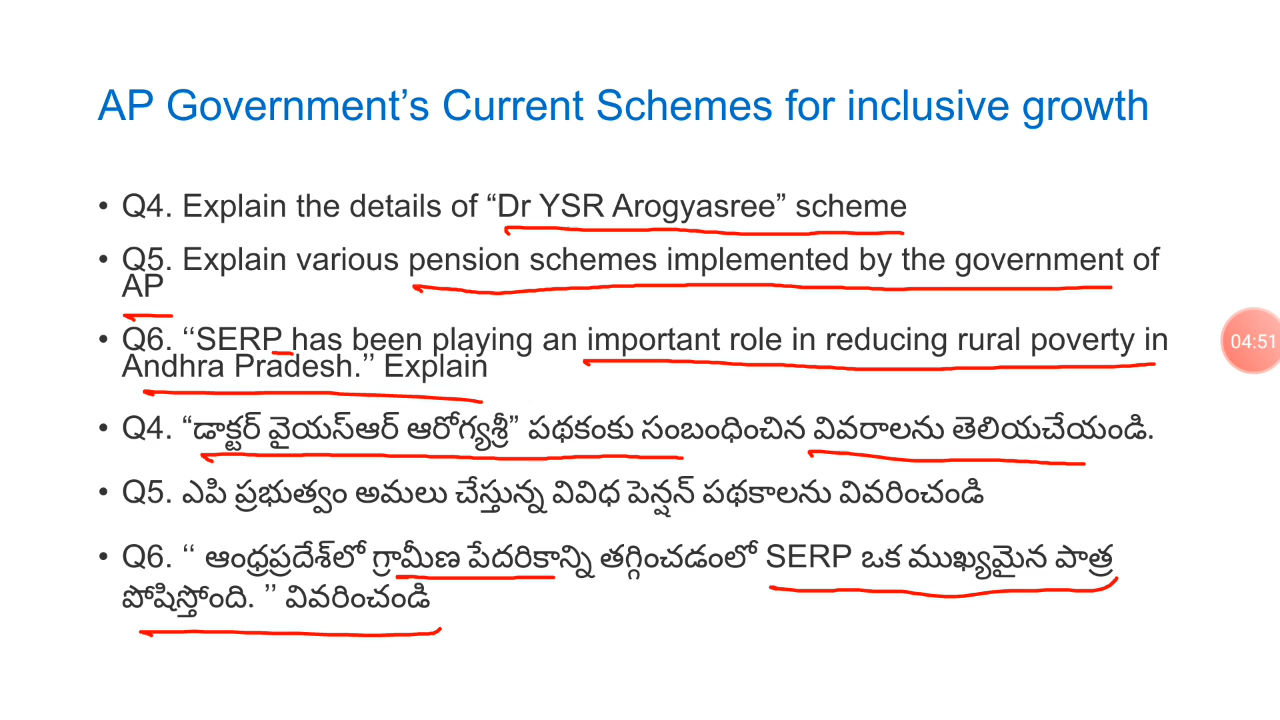 AP Government’s Current Schemes for inclusive growth
• Q4. Explain the details of “Dr YSR Arogyasree” scheme
• Q5. Explain various pension schemes implemented by the government of
AP
• Q6. ‘‘SERP has been playing an important role in reducing rural poverty in
Andhra Pradesh.’’ Explain
04:51
• Q4. “డాక్టర్ వైయస్ఆర్ ఆరోగ్యశ్రీ” పథకంకు సంబంధించిన వివరాలను తెలియచేయండి.
• Q5. ఎపి ప్రభుత్వం అమలు చేస్తున్న వివిధ పెన్షన్ పథకాలను వివరించండి
• Q6. ‘‘ ఆంధ్రప్రదేశ్‌లో గ్రామీణ పేదరికాన్ని తగ్గించడంలో SERP ఒక ముఖ్యమైన పాత్ర
పోషిస్తోంది. ’’ వివరించండి